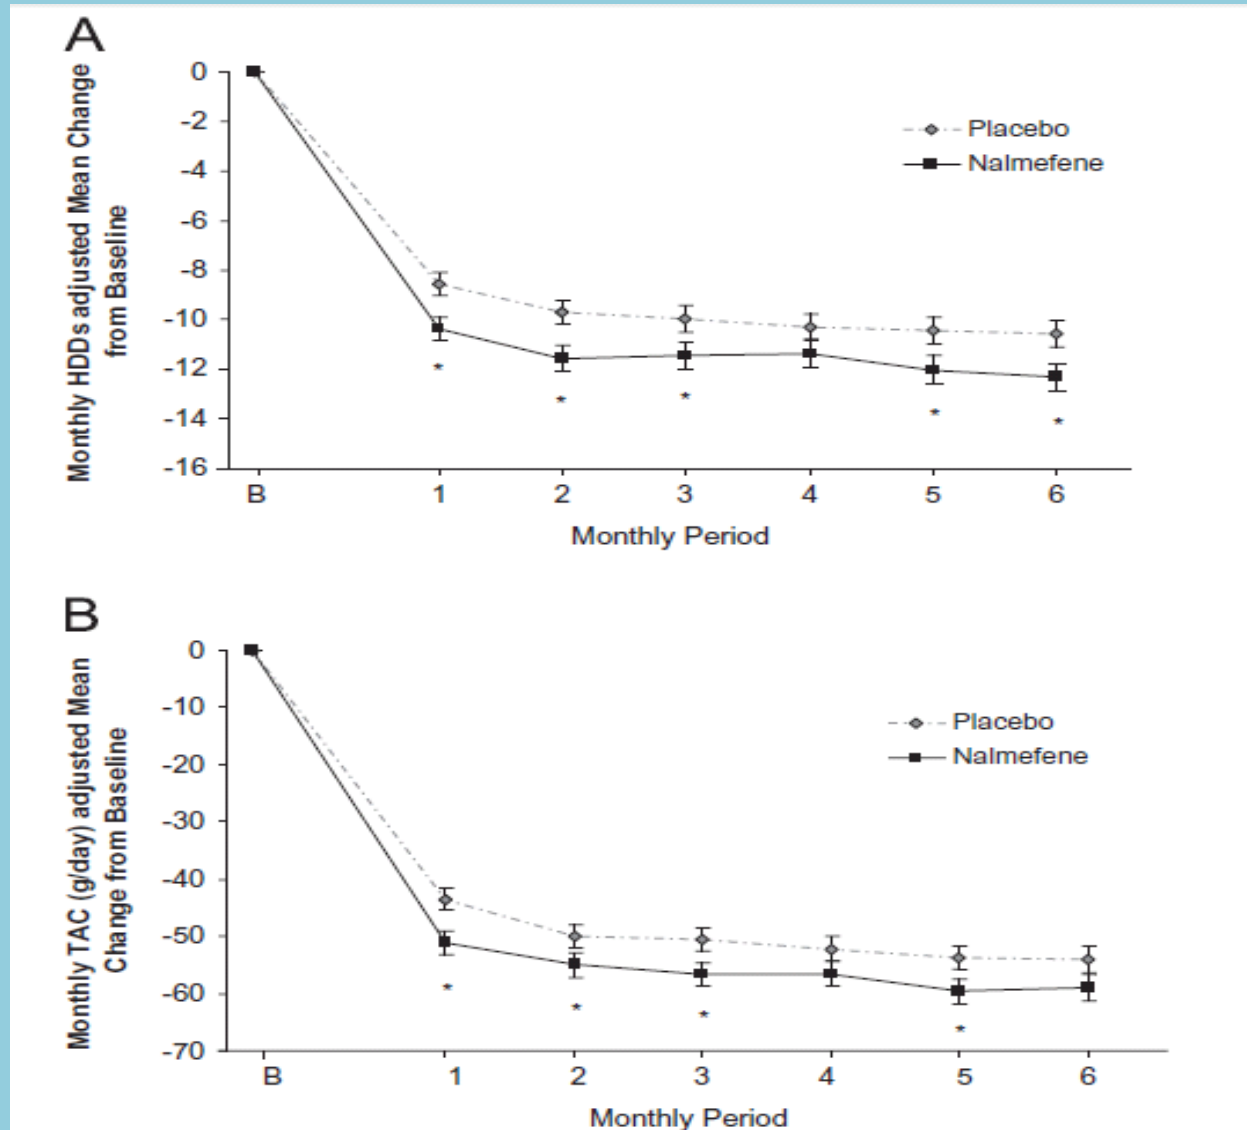 A
Monthly HDDs adjusted Mean Change
from Baseline
0
-2
-4
-6
-8
-10
-12
-14
-16
Placebo
Nalmefene
*
*
*
*
*
B 1 2 3 4 5 6
Monthly Period
B
Monthly TAC (g/day) adjusted Mean
Change from Baseline
0
-10
-20
-30
-40
-50
-60
-70
Placebo
Nalmefene
*
*
*
*
B 1 2 3 4 5 6
Monthly Period